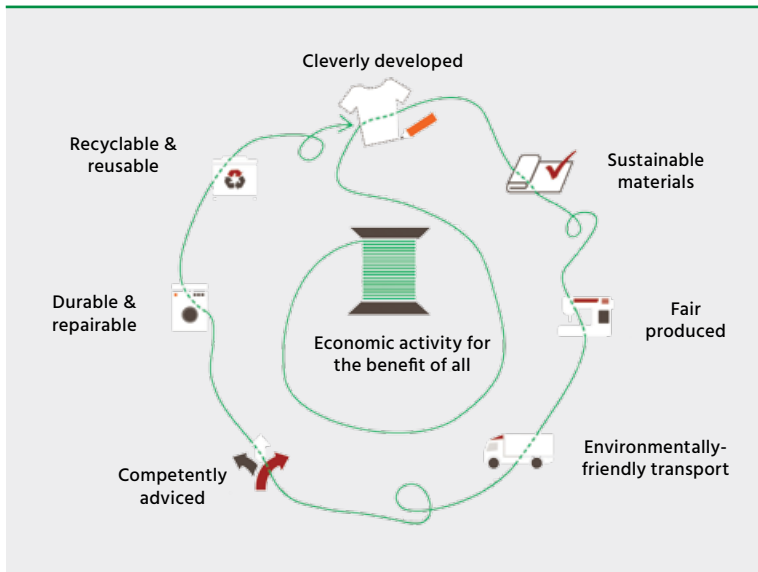 Cleverly developed
Recyclable &
reusable
Sustainable
materials
Durable &
repairable
Fair
produced
Economic activity for
the benefit of all
Environmentally-
friendly transport
Competently
adviced